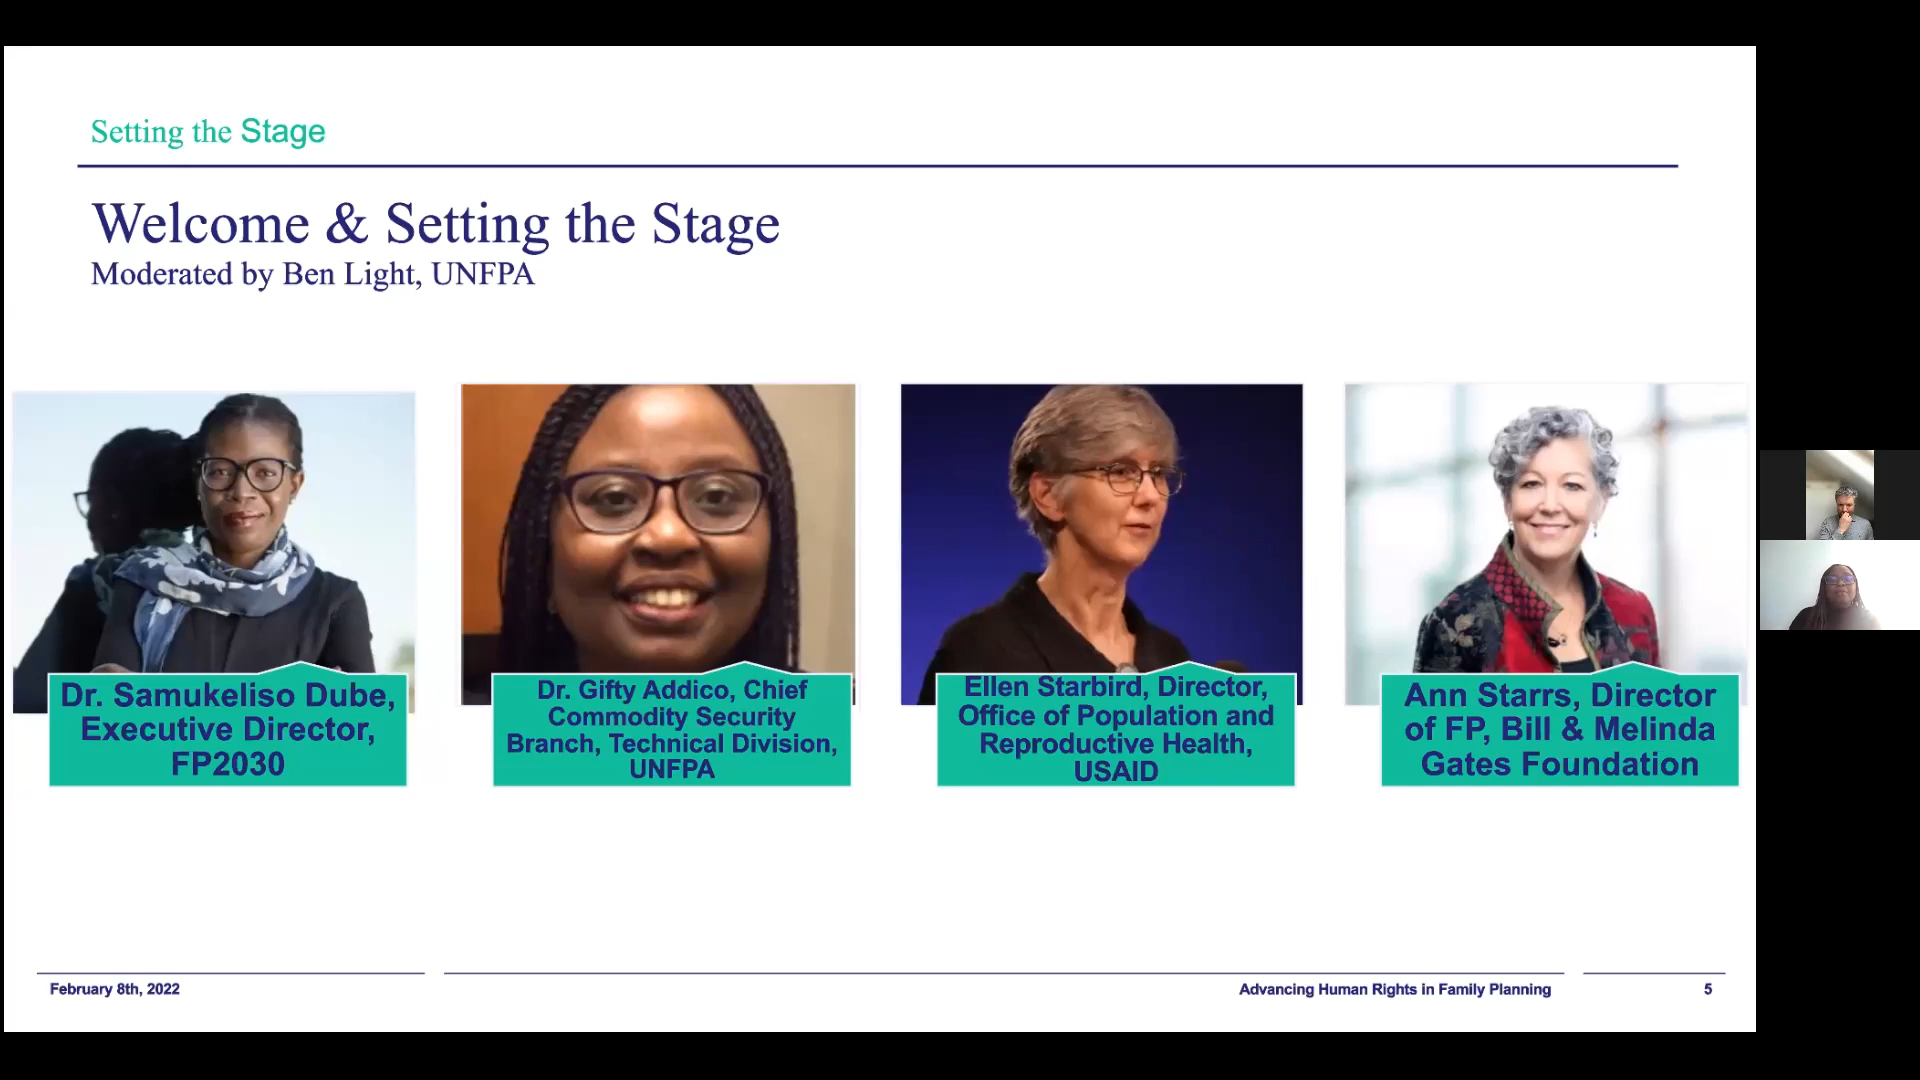 Setting the Stage
Welcome & Setting the Stage
Moderated by Ben Light, UNFPA
Dr. Samukeliso Dube,
Executive Director,
FP2030
Dr. Gifty Addico, Chief
Commodity Security
Branch, Technical Division,
UNFPA
Ellen Starbird, Director,
Office of Population and
Reproductive Health,
USAID
Ann Starrs, Director
of FP, Bill & Melinda
Gates Foundation
February 8th, 2022
Advancing Human Rights in Family Planning
5